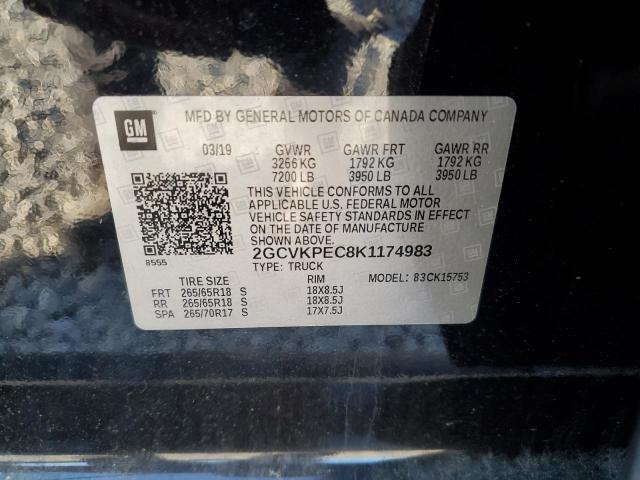 GM
MFD BY GENERAL MOTORS OF CANADA COMPANY
03/19 GVWR GAWR FRT GAWR RR
3266 KG 1792 KG 1792 KG
7200 LB 3950 LB 3950 LB
THIS VEHICLE CONFORMS TO ALL
APPLICABLE U.S. FEDERAL MOTOR
VEHICLE SAFETY STANDARDS IN EFFECT
ON THE DATE OF MANUFACTURE
SHOWN ABOVE.
2GCVKPEC8K1174983
8555
TYPE: TRUCK
MODEL: 83CK15753
TIRE SIZE RIM
FRT 265/65R18 S 18X8.5J
RR 265/65R18 S 18X8.5J
SPA 265/70R17 S 17X7.5J